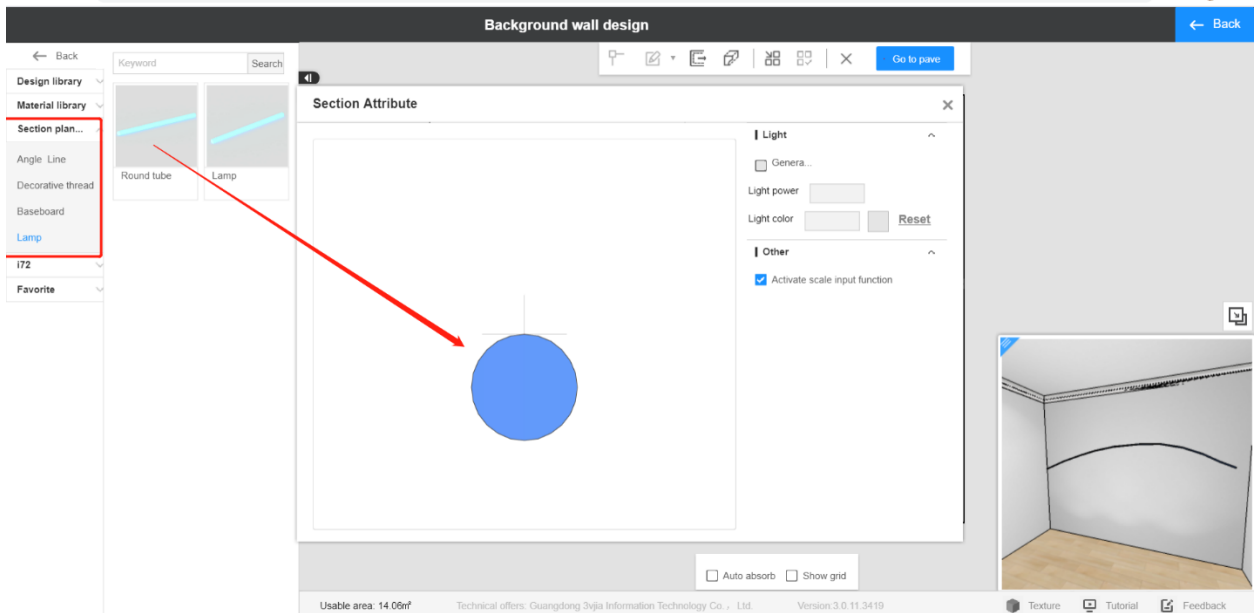 Background wall design
← Back
← Back
Keyword
Search
Go to pave
Design library
Material library
Section plan...
Angle Line
Decorative thread
Baseboard
Lamp
i72
Favorite
Round tube
Lamp
Section Attribute
Light
Genera...
Light power
Light color
Reset
Other
Activate scale input function
Auto absorb
Show grid
Usable area: 14.06m²
Technical offers: Guangdong 3vjia Information Technology Co.，Ltd.
Version:3.0.11.3419
Texture
Tutorial
Feedback